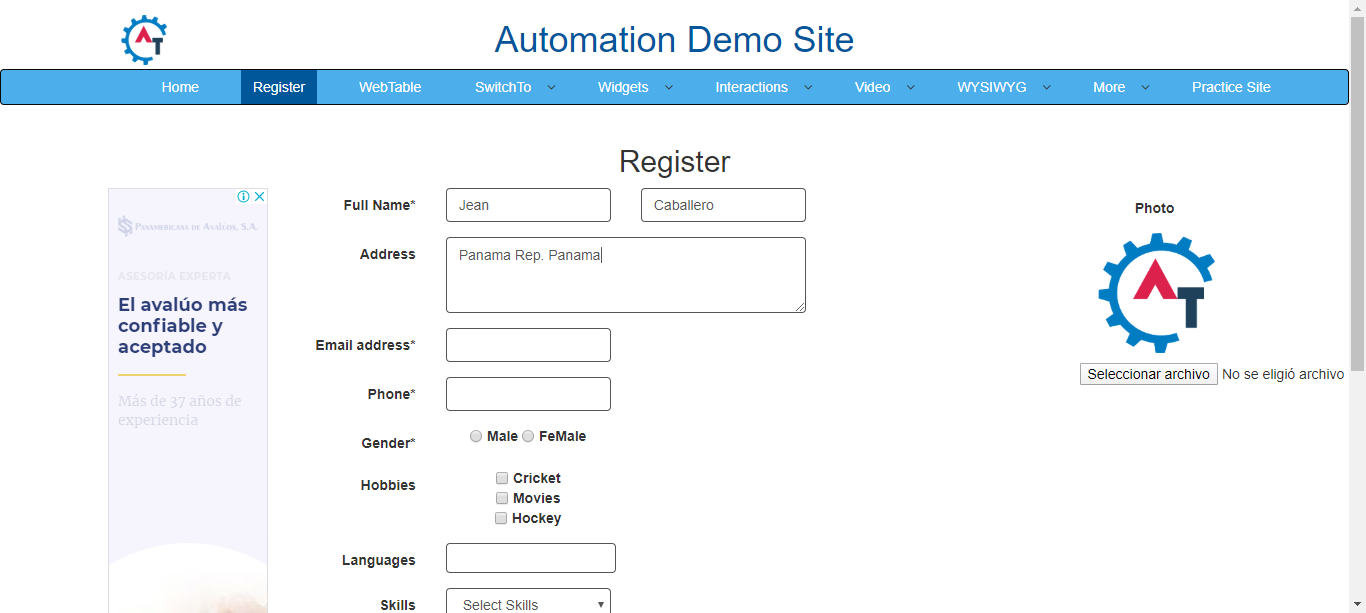 AT
Automation Demo Site
Home Register WebTable SwitchTo Widgets Interactions Video WYSIWYG More Practice Site
Register
PANAMERICANA DE AVALÚOS, S.A.
ASESORÍA EXPERTA
El avalúo más
confiable y
aceptado
Más de 37 años de
experiencia
Full Name* Jean Caballero
Address Panama Rep. Panama
Email address*
Phone*
Gender* Male FeMale
Hobbies Cricket
Movies
Hockey
Languages
Skills Select Skills
Photo
AT
Seleccionar archivo No se eligió archivo